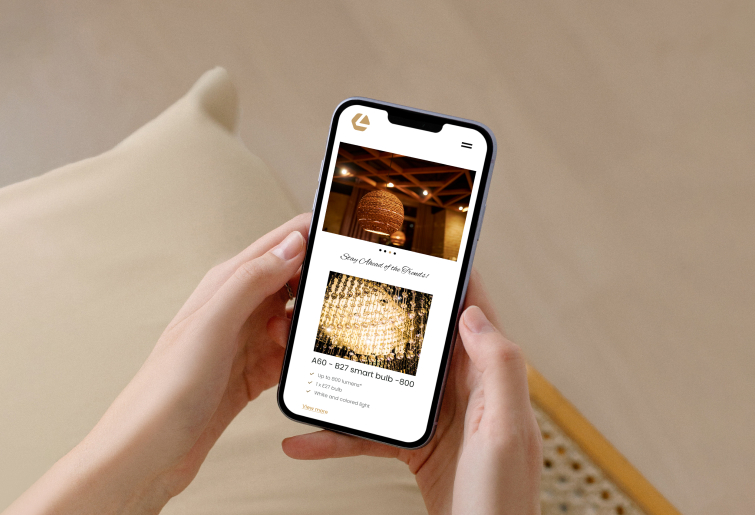 Stay Ahead of the Trends!
A60 - 827 smart bulb -800
Up to 800 lumens*
1 x E27 bulb
White and colored light
View more